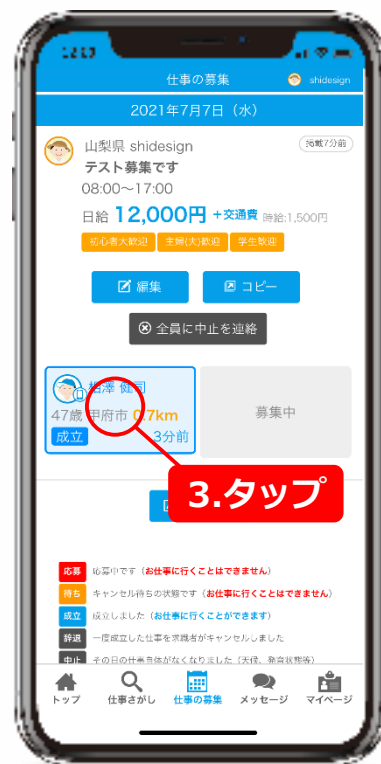 仕事の募集
shidesign
2021年7月7日（水）
山梨県 shidesign
掲載7分前
テスト募集です
08:00〜17:00
日給 12,000円 +交通費 時給:1,500円
初心者大歓迎 主婦(夫)歓迎 学生歓迎
編集
コピー
全員に中止を連絡
相澤 健司
47歳 甲府市 0.7km
成立
3分前
募集中
3.タップ
応募 応募中です（お仕事に行くことはできません）
待ち キャンセル待ちの状態です（お仕事に行くことはできません）
成立 成立しました（お仕事に行くことができます）
辞退 一度成立した仕事を求職者がキャンセルしました
中止 その日の仕事自体がなくなりました（天候、発育状態等）
トップ 仕事さがし 仕事の募集 メッセージ マイページ